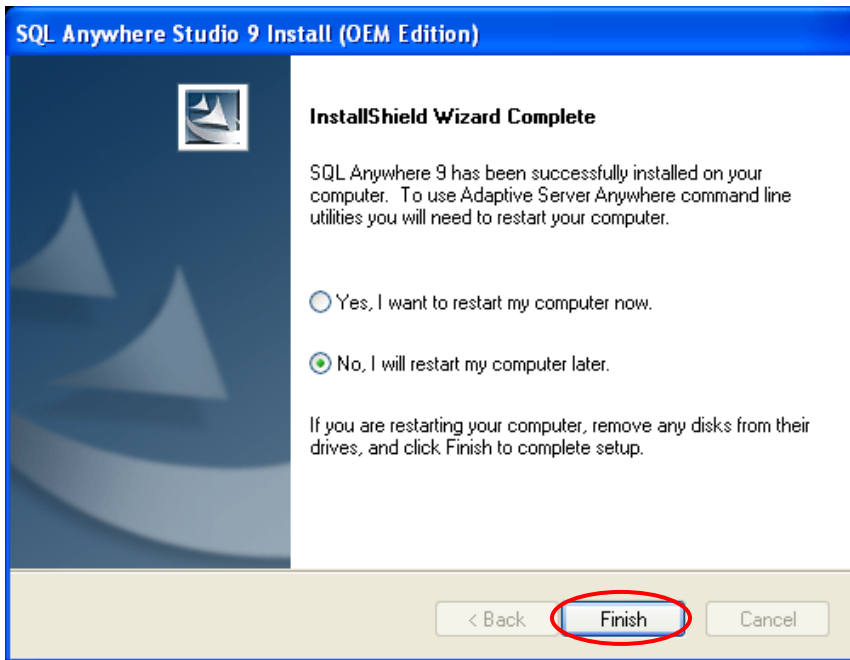 SQL Anywhere Studio 9 Install (OEM Edition)
InstallShield Wizard Complete
SQL Anywhere 9 has been successfully installed on your
computer.  To use Adaptive Server Anywhere command line
utilities you will need to restart your computer.
Yes, I want to restart my computer now.
No, I will restart my computer later.
If you are restarting your computer, remove any disks from their
drives, and click Finish to complete setup.
< Back Finish Cancel